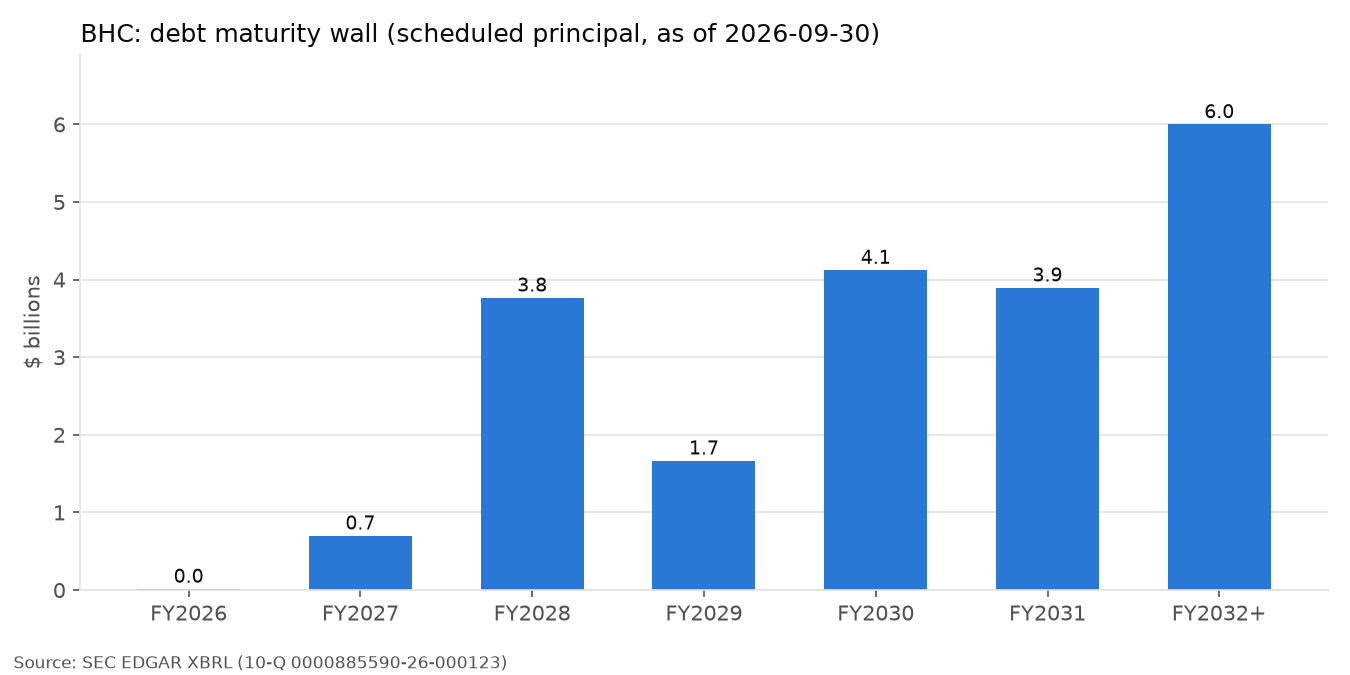 BHC: debt maturity wall (scheduled principal, as of 2026-09-30)
$ billions
6
5
4
3
2
1
0
0.0
0.7
3.8
1.7
4.1
3.9
6.0
FY2026
FY2027
FY2028
FY2029
FY2030
FY2031
FY2032+
Source: SEC EDGAR XBRL (10-Q 0000885590-26-000123)